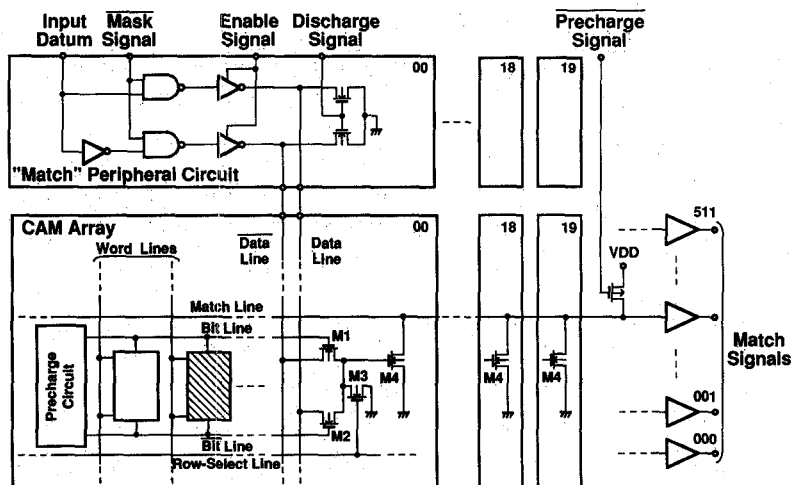 Input Datum
Mask Signal
Enable Signal
Discharge Signal
Precharge Signal
00
18
19
"Match" Peripheral Circuit
CAM Array
00
18
19
511
Word Lines
Data Line
Data Line
VDD
Match Line
Bit Line
M1
Precharge Circuit
M3
M4
M4
M4
Match Signals
M2
001
Bit Line
Row-Select Line
000